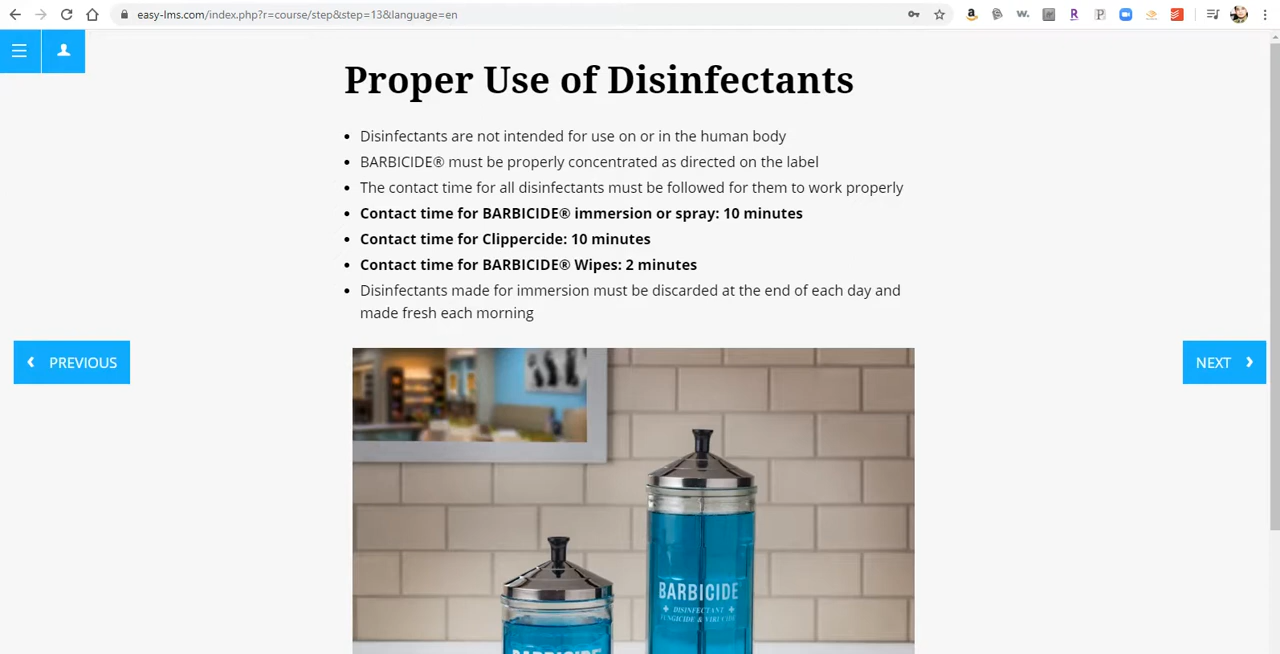 easy-lms.com/index.php?r=course/step&step=13&language=en
Proper Use of Disinfectants
• Disinfectants are not intended for use on or in the human body
• BARBICIDE® must be properly concentrated as directed on the label
• The contact time for all disinfectants must be followed for them to work properly
• Contact time for BARBICIDE® immersion or spray: 10 minutes
• Contact time for Clippercide: 10 minutes
• Contact time for BARBICIDE® Wipes: 2 minutes
• Disinfectants made for immersion must be discarded at the end of each day and
made fresh each morning
PREVIOUS
NEXT
BARBICIDE
DISINFECTANT
FUNGICIDE & VIRUCIDE
BARBICIDE